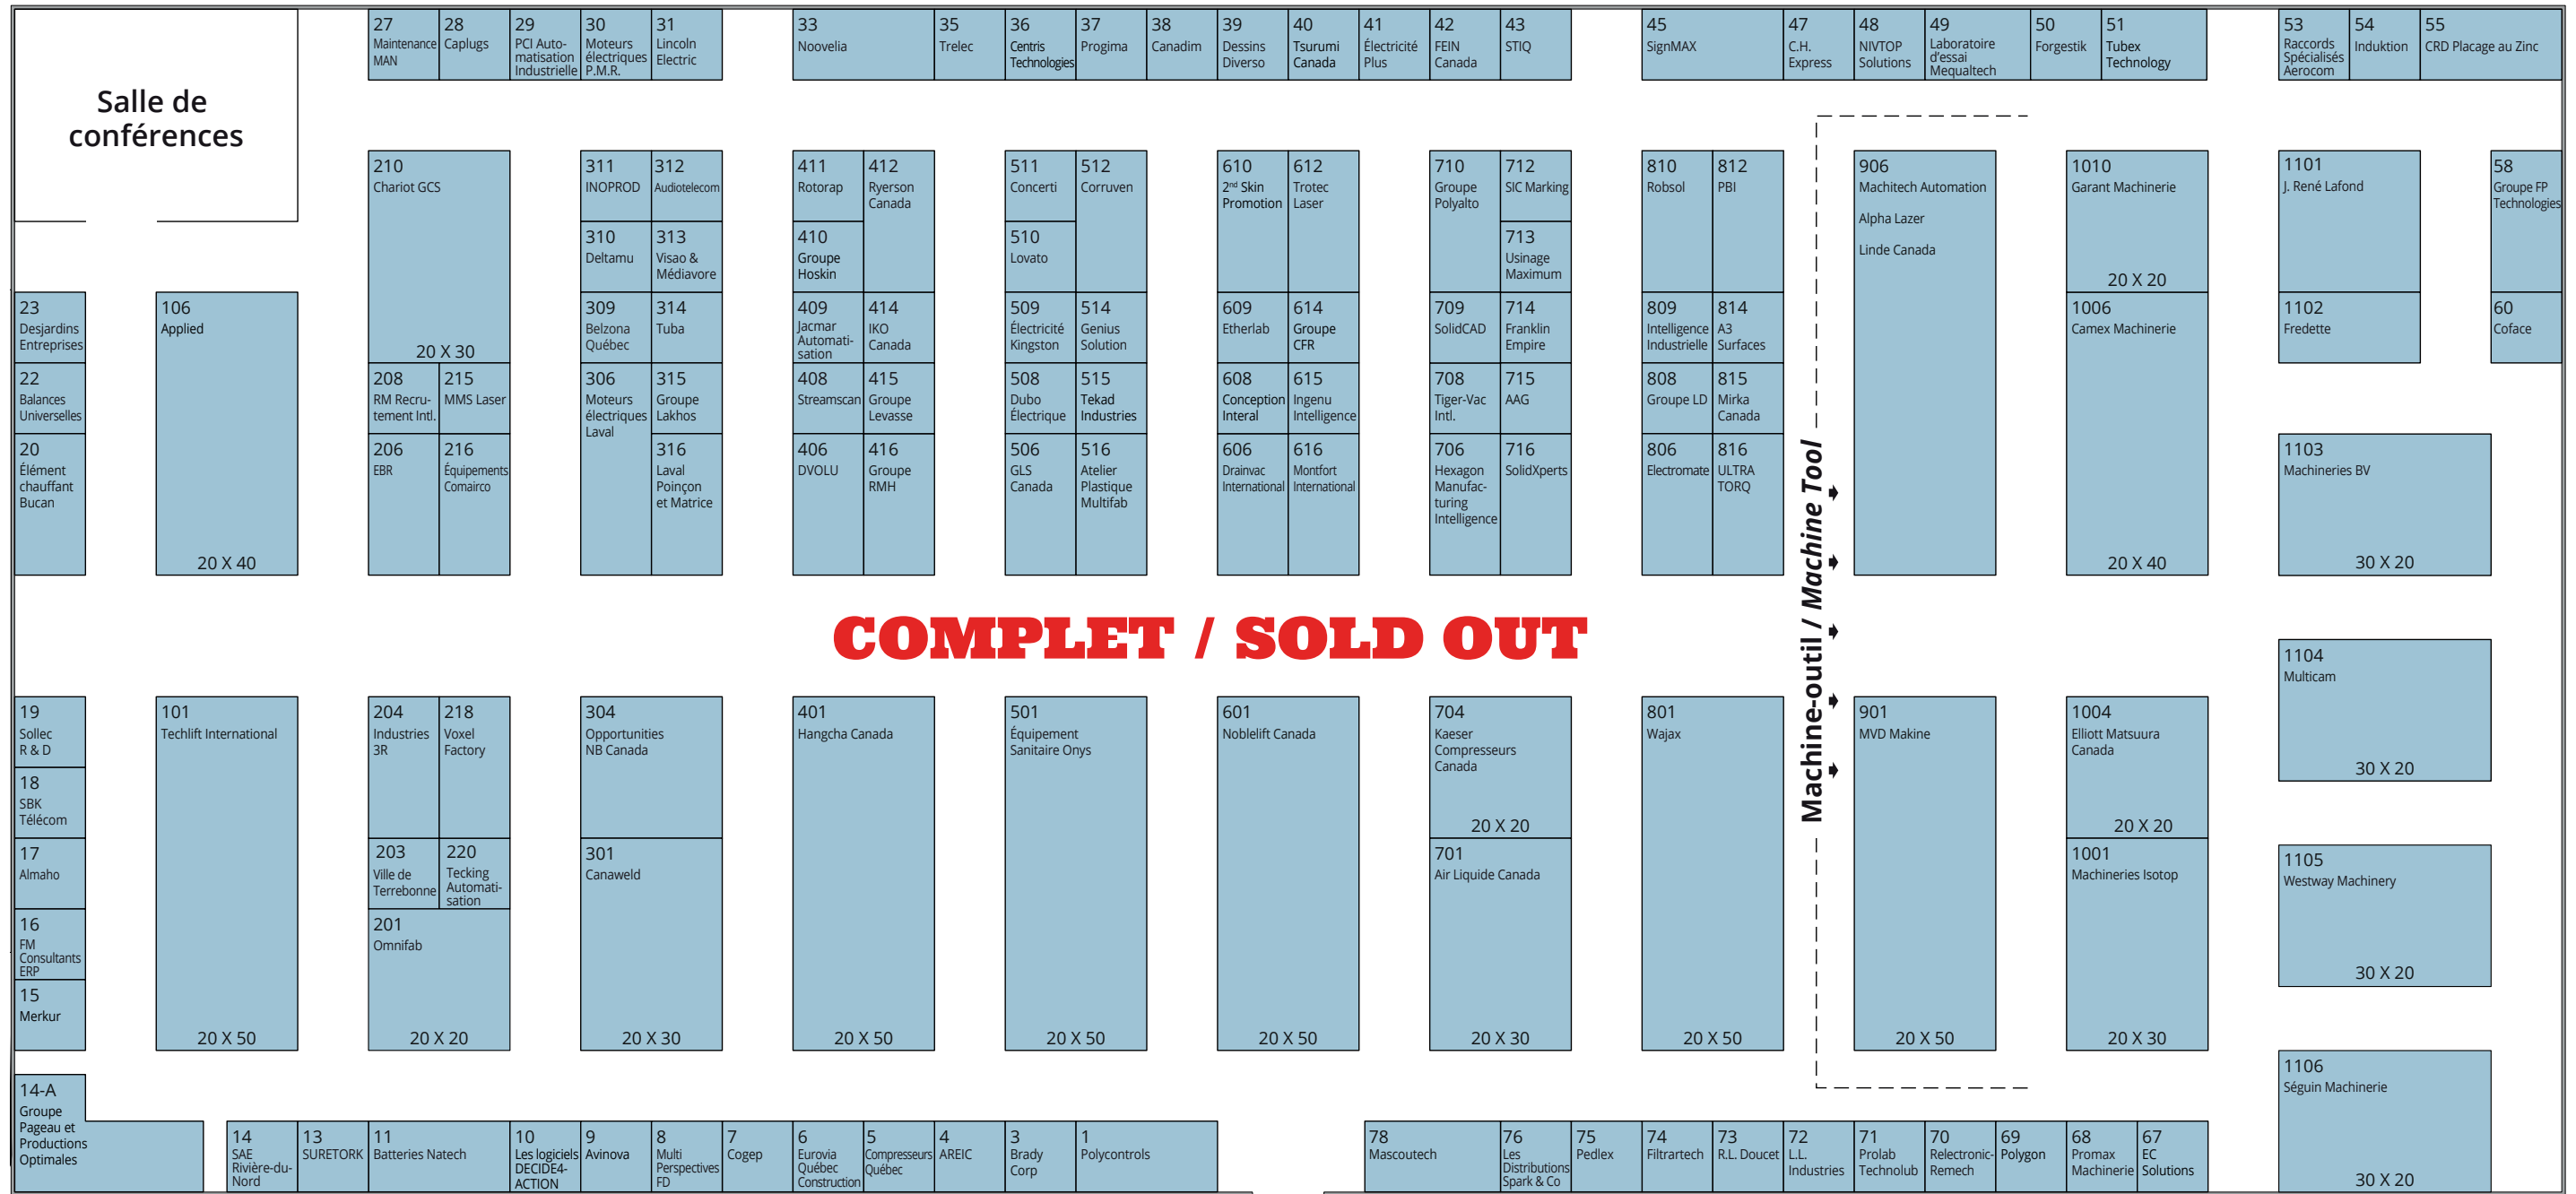 27
Maintenance
MAN
28
Caplugs
29
PCI Auto-
matisation
Industrielle
30
Moteurs
électriques
P.M.R.
31
Lincoln
Electric
33
Noovelia
35
Trelec
36
Centris
Technologies
37
Progima
38
Canadim
39
Dessins
Diverso
40
Tsurumi
Canada
41
Électricité
Plus
42
FEIN
Canada
43
STIQ
45
SignMAX
47
C.H.
Express
48
NIVTOP
Solutions
49
Laboratoire
d'essai
Mequaltech
50
Forgestik
51
Tubex
Technology
53
Raccords
Spécialisés
Aerocom
54
Induktion
55
CRD Placage au Zinc
Salle de
conférences
210
Chariot GCS
20 X 30
311
INOPROD
312
Audiotelecom
310
Deltamu
313
Visao &
Médiavore
411
Rotorap
412
Ryerson
Canada
410
Groupe
Hoskin
511
Concerti
512
Corruven
510
Lovato
610
2nd Skin
Promotion
612
Trotec
Laser
710
Groupe
Polyalto
712
SIC Marking
713
Usinage
Maximum
810
Robsol
812
PBI
906
Machitech Automation
Alpha Lazer
Linde Canada
1010
Garant Machinerie
20 X 20
1101
J. René Lafond
58
Groupe FP
Technologies
23
Desjardins
Entreprises
106
Applied
20 X 40
309
Belzona
Québec
314
Tuba
409
Jacmar
Automati-
sation
414
IKO
Canada
509
Électricité
Kingston
514
Genius
Solution
609
Etherlab
614
Groupe
CFR
709
SolidCAD
714
Franklin
Empire
809
Intelligence
Industrielle
814
A3
Surfaces
1006
Camex Machinerie
20 X 40
1102
Fredette
60
Coface
22
Balances
Universelles
208
RM Recru-
tement Intl.
215
MMS Laser
306
Moteurs
électriques
Laval
315
Groupe
Lakhos
408
Streamscan
415
Groupe
Levasse
508
Dubo
Électrique
515
Tekad
Industries
608
Conception
Interal
615
Ingenu
Intelligence
708
Tiger-Vac
Intl.
715
AAG
808
Groupe LD
815
Mirka
Canada
20
Élément
chauffant
Bucan
206
EBR
216
Équipements
Comairco
316
Laval
Poinçon
et Matrice
406
DVOLU
416
Groupe
RMH
506
GLS
Canada
516
Atelier
Plastique
Multifab
606
Drainvac
International
616
Montfort
International
706
Hexagon
Manufac-
turing
Intelligence
716
SolidXperts
806
Electromate
816
ULTRA
TORQ
1103
Machineries BV
30 X 20
Machine-outil / Machine Tool
COMPLET / SOLD OUT
1104
Multicam
30 X 20
19
Sollec
R & D
101
Techlift International
20 X 50
204
Industries
3R
218
Voxel
Factory
304
Opportunities
NB Canada
401
Hangcha Canada
20 X 50
501
Équipement
Sanitaire Onys
20 X 50
601
Noblelift Canada
20 X 50
704
Kaeser
Compresseurs
Canada
20 X 20
801
Wajax
20 X 50
901
MVD Makine
20 X 50
1004
Elliott Matsuura
Canada
20 X 20
18
SBK
Télécom
17
Almaho
203
Ville de
Terrebonne
220
Tecking
Automati-
sation
301
Canaweld
20 X 30
701
Air Liquide Canada
20 X 30
1001
Machineries Isotop
20 X 30
1105
Westway Machinery
30 X 20
16
FM
Consultants
ERP
201
Omnifab
20 X 20
15
Merkur
1106
Séguin Machinerie
30 X 20
14-A
Groupe
Pageau et
Productions
Optimales
14
SAE
Rivière-du-
Nord
13
SURETORK
11
Batteries Natech
10
Les logiciels
DECIDE4-
ACTION
9
Avinova
8
Multi
Perspectives
FD
7
Cogep
6
Eurovia
Québec
Construction
5
Compresseurs
Québec
4
AREIC
3
Brady
Corp
1
Polycontrols
78
Mascoutech
76
Les
Distributions
Spark & Co
75
Pedlex
74
Filtrartech
73
R.L. Doucet
72
L.L.
Industries
71
Prolab
Technolub
70
Relectronic-
Remech
69
Polygon
68
Promax
Machinerie
67
EC
Solutions